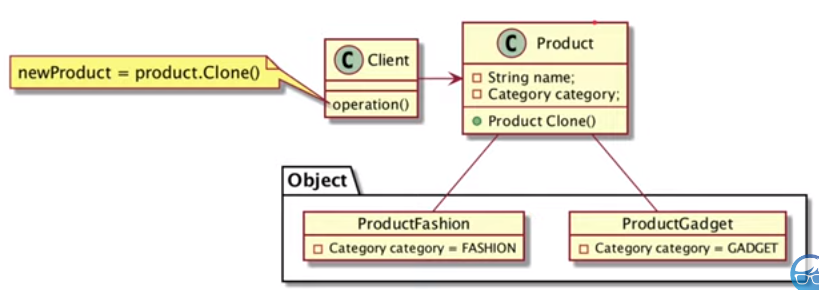 newProduct = product.Clone()
C Client
operation()
C Product
String name;
Category category;
Product Clone()
Object
ProductFashion
Category category = FASHION
ProductGadget
Category category = GADGET